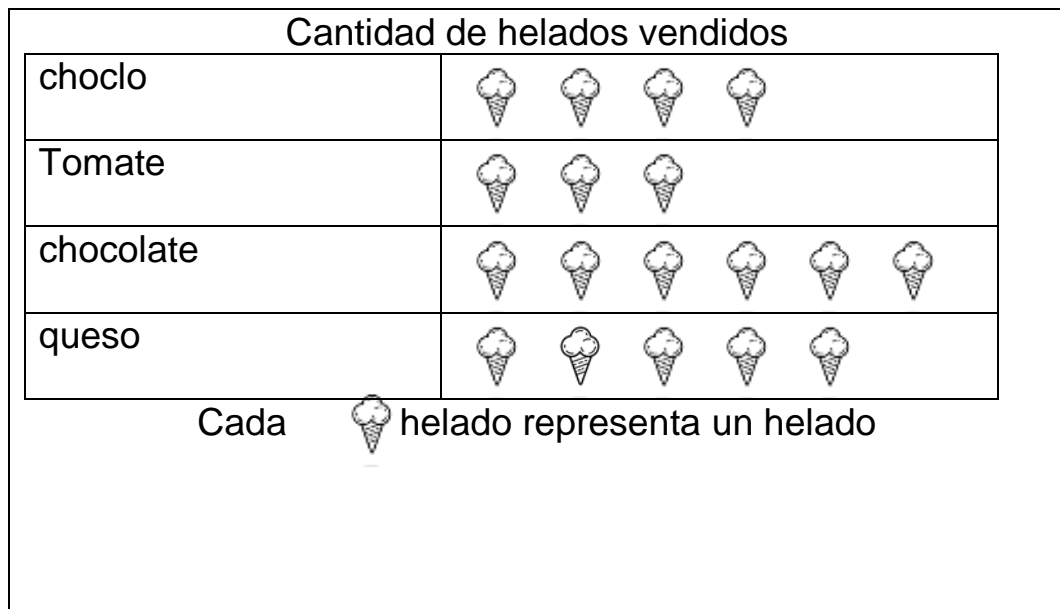 Cantidad de helados vendidos
choclo
Tomate
chocolate
queso
Cada helado representa un helado